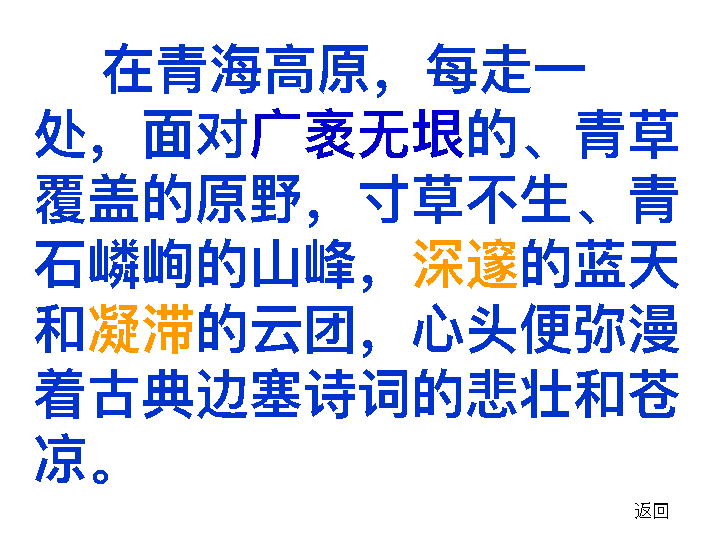 在青海高原，每走一
处，面对广袤无垠的、青草
覆盖的原野，寸草不生、青
石嶙峋的山峰，深邃的蓝天
和凝滞的云团，心头便弥漫
着古典边塞诗词的悲壮和苍
凉。
返回